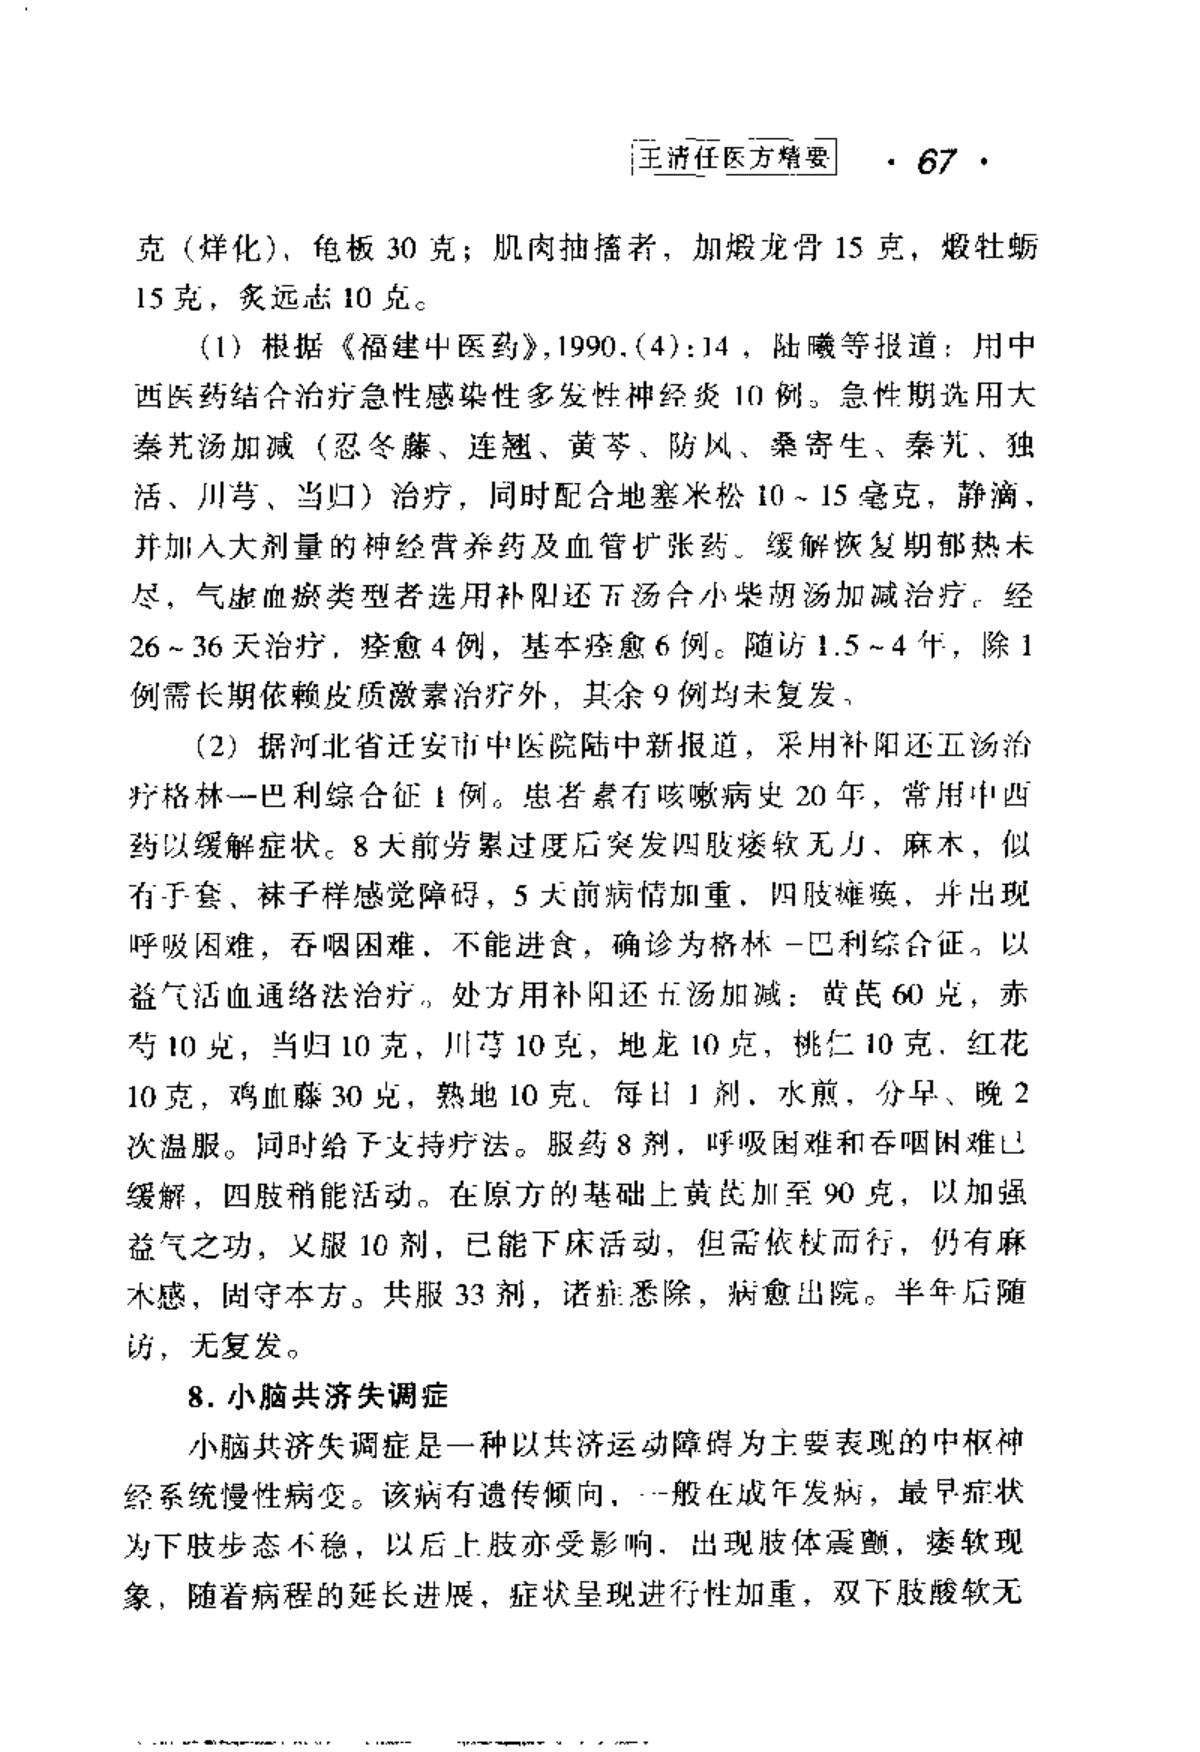 王清任医方精要 · 67 ·
克（烊化）、龟板 30 克；肌肉抽搐者，加煅龙骨 15 克，煅牡蛎
15 克，炙远志 10 克。
（1）根据《福建中医药》,1990,(4):14，陆曦等报道：用中
西医药结合治疗急性感染性多发性神经炎 10 例。急性期选用大
秦艽汤加减（忍冬藤、连翘、黄芩、防风、桑寄生、秦艽、独
活、川芎、当归）治疗，同时配合地塞米松 10～15 毫克，静滴，
并加入大剂量的神经营养药及血管扩张药。缓解恢复期郁热未
尽，气虚血瘀类型者选用补阳还五汤合小柴胡汤加减治疗。经
26～36 天治疗，痊愈 4 例，基本痊愈 6 例。随访 1.5～4 年，除 1
例需长期依赖皮质激素治疗外，其余 9 例均未复发。
（2）据河北省迁安市中医院陆中新报道，采用补阳还五汤治
疗格林—巴利综合征 1 例。患者素有咳嗽病史 20 年，常用中西
药以缓解症状。8 天前劳累过度后突发四肢痿软无力、麻木，似
有手套、袜子样感觉障碍，5 天前病情加重，四肢瘫痪，并出现
呼吸困难，吞咽困难，不能进食，确诊为格林－巴利综合征。以
益气活血通络法治疗。处方用补阳还五汤加减：黄芪 60 克，赤
芍 10 克，当归 10 克，川芎 10 克，地龙 10 克，桃仁 10 克，红花
10 克，鸡血藤 30 克，熟地 10 克。每日 1 剂，水煎，分早、晚 2
次温服。同时给予支持疗法。服药 8 剂，呼吸困难和吞咽困难已
缓解，四肢稍能活动。在原方的基础上黄芪加至 90 克，以加强
益气之功，又服 10 剂，已能下床活动，但需依杖而行，仍有麻
木感，固守本方。共服 33 剂，诸症悉除，病愈出院。半年后随
访，无复发。
8. 小脑共济失调症
小脑共济失调症是一种以共济运动障碍为主要表现的中枢神
经系统慢性病变。该病有遗传倾向，一般在成年发病，最早症状
为下肢步态不稳，以后上肢亦受影响，出现肢体震颤，痿软现
象，随着病程的延长进展，症状呈现进行性加重，双下肢酸软无